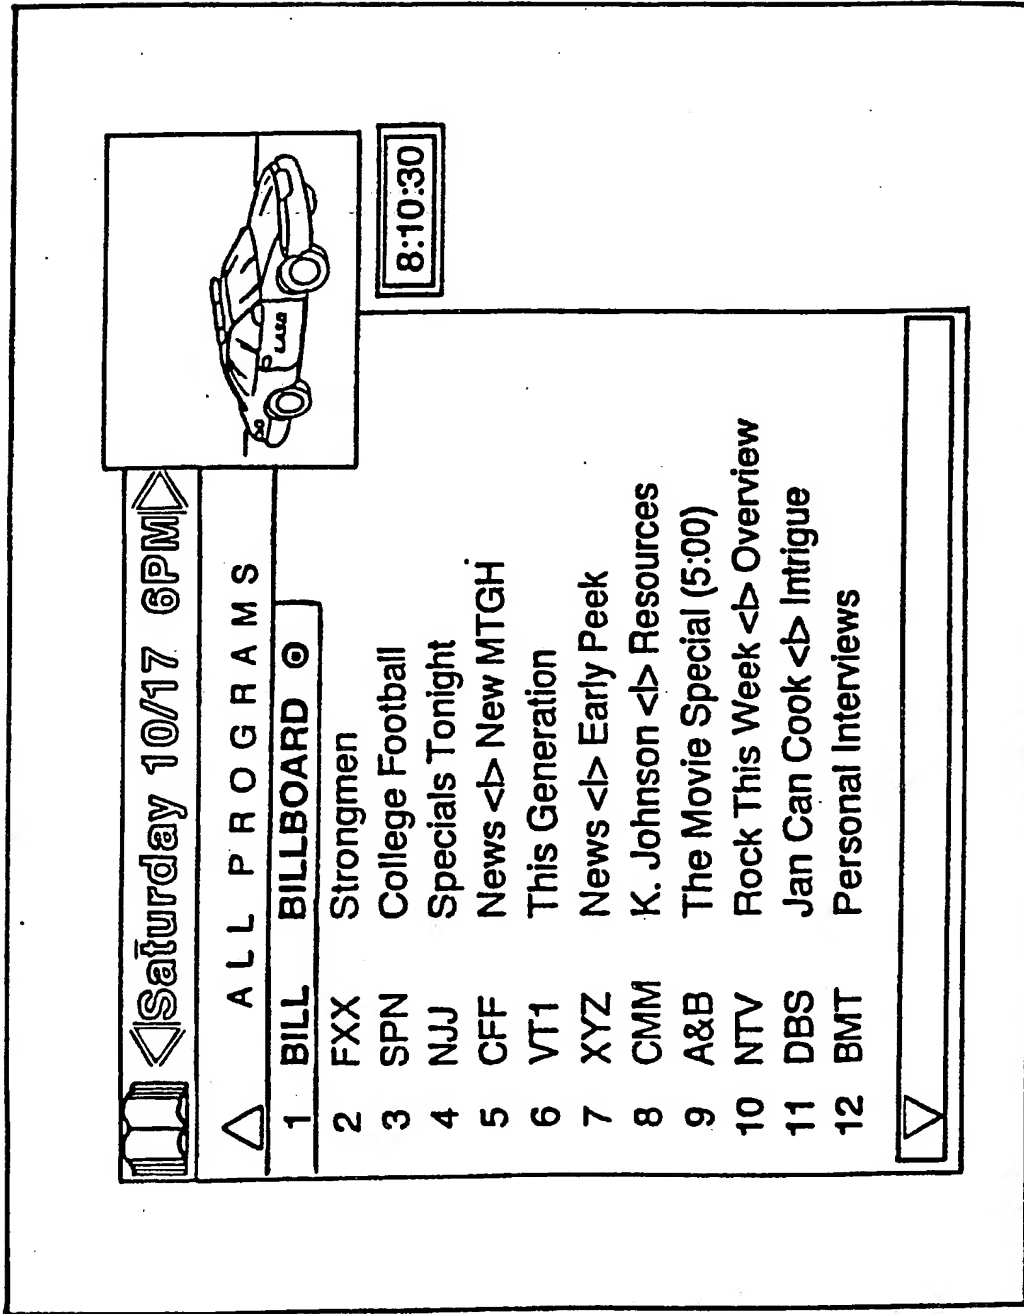 Saturday 10/17 6PM
ALL PROGRAMS
8:10:30
1 BILL BILLBOARD
2 FXX Strongmen
3 SPN College Football
4 NJJ Specials Tonight
5 CFF News <I> New MTGH
6 VT1 This Generation
7 XYZ News <I> Early Peek
8 CMM K. Johnson <I> Resources
9 A&B The Movie Special (5:00)
10 NTV Rock This Week <I> Overview
11 DBS Jan Can Cook <I> Intrigue
12 BMT Personal Interviews